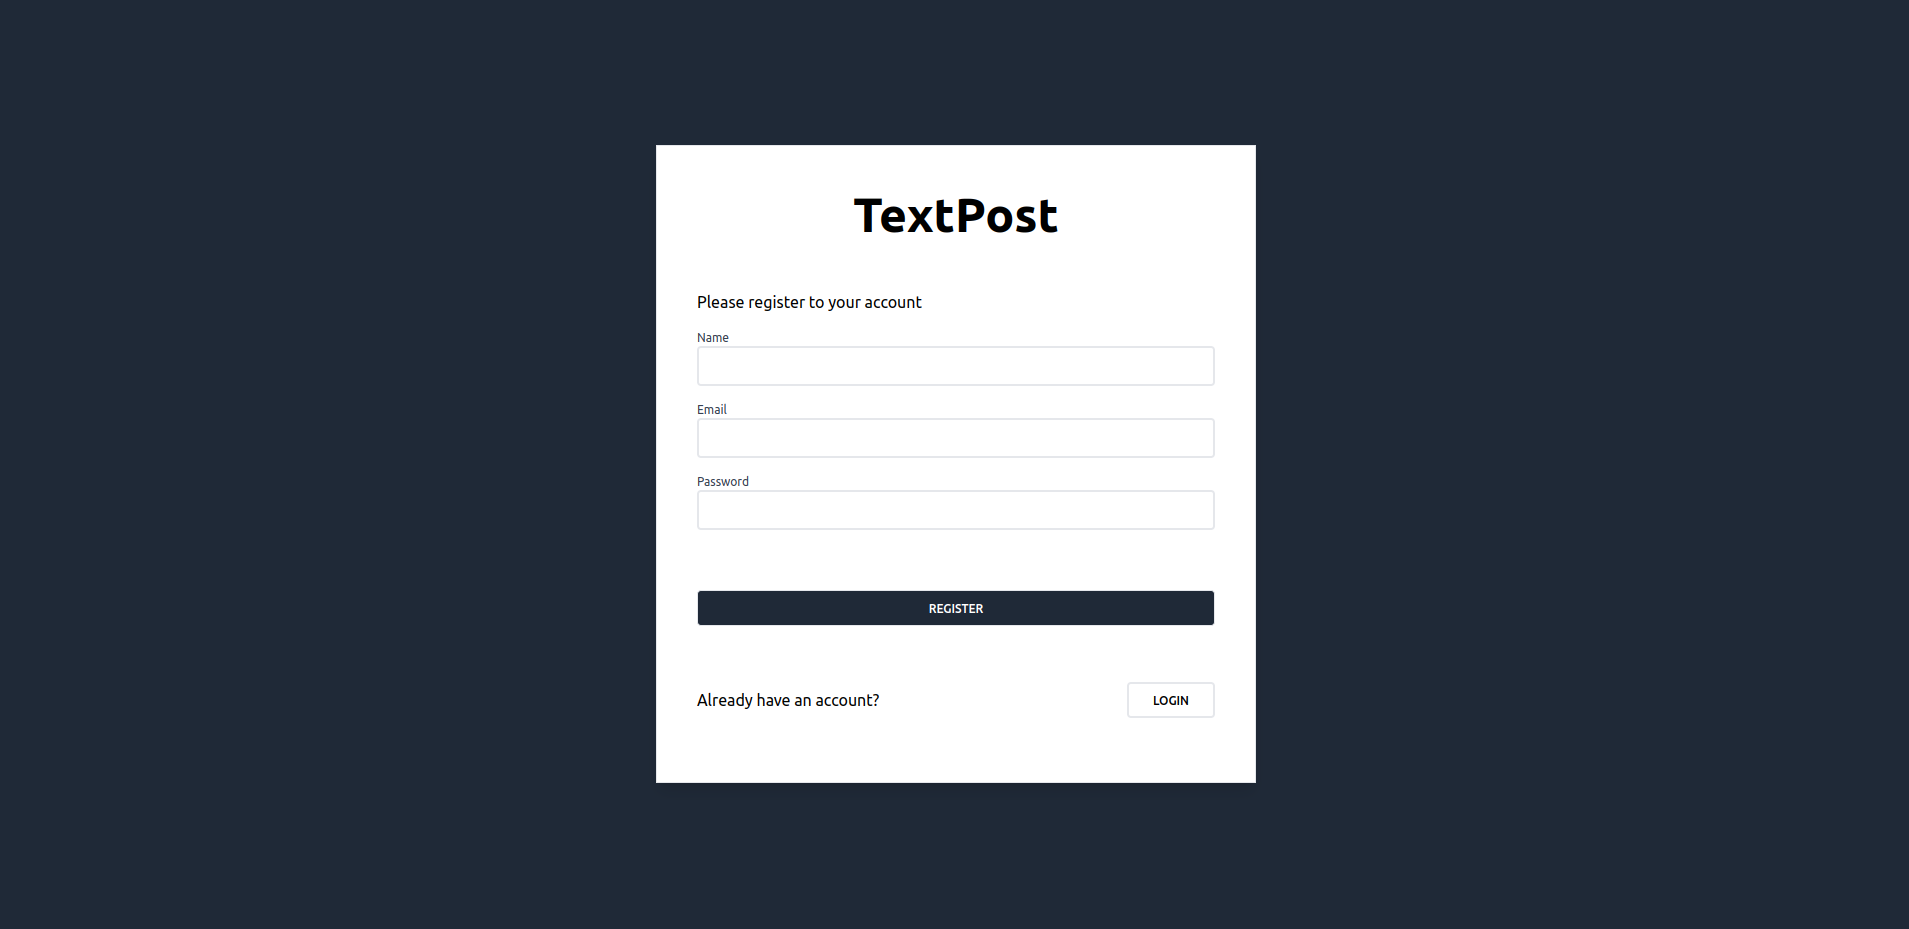 TextPost
Please register to your account
Name
Email
Password
REGISTER
Already have an account?
LOGIN